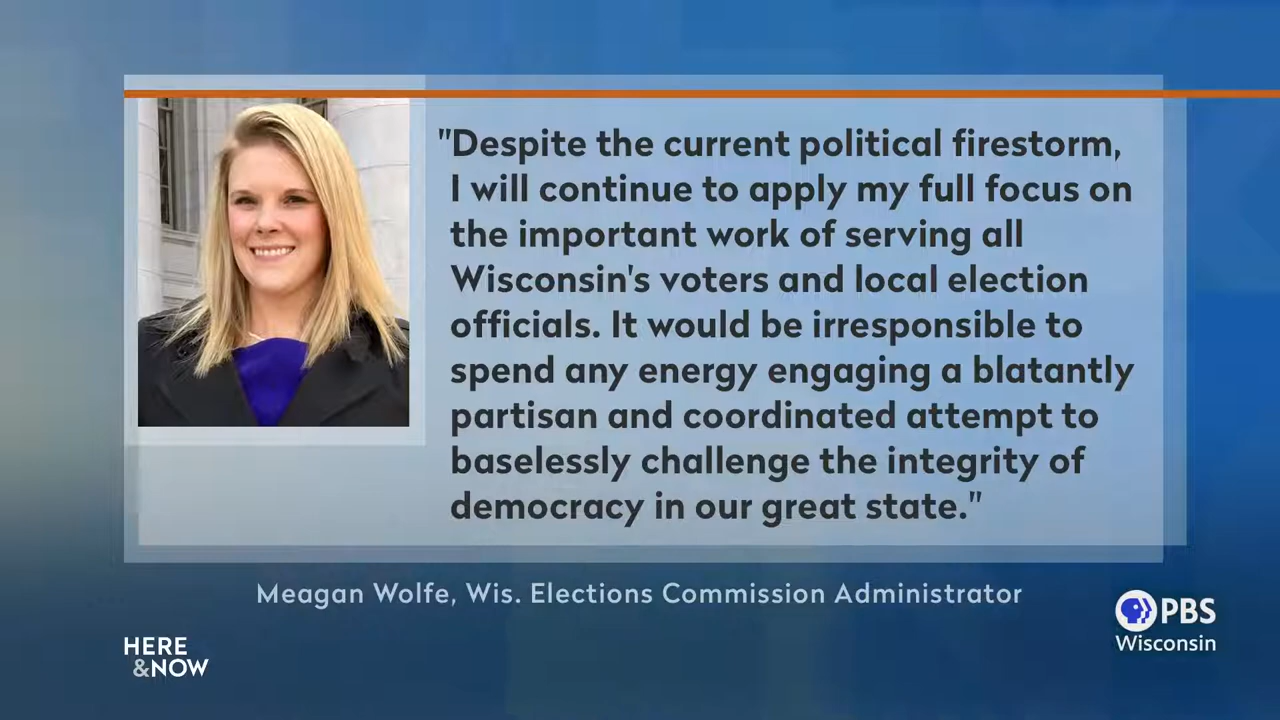 "Despite the current political firestorm,
I will continue to apply my full focus on
the important work of serving all
Wisconsin's voters and local election
officials. It would be irresponsible to
spend any energy engaging a blatantly
partisan and coordinated attempt to
baselessly challenge the integrity of
democracy in our great state."
Meagan Wolfe, Wis. Elections Commission Administrator
HERE
&NOW
PBS
Wisconsin